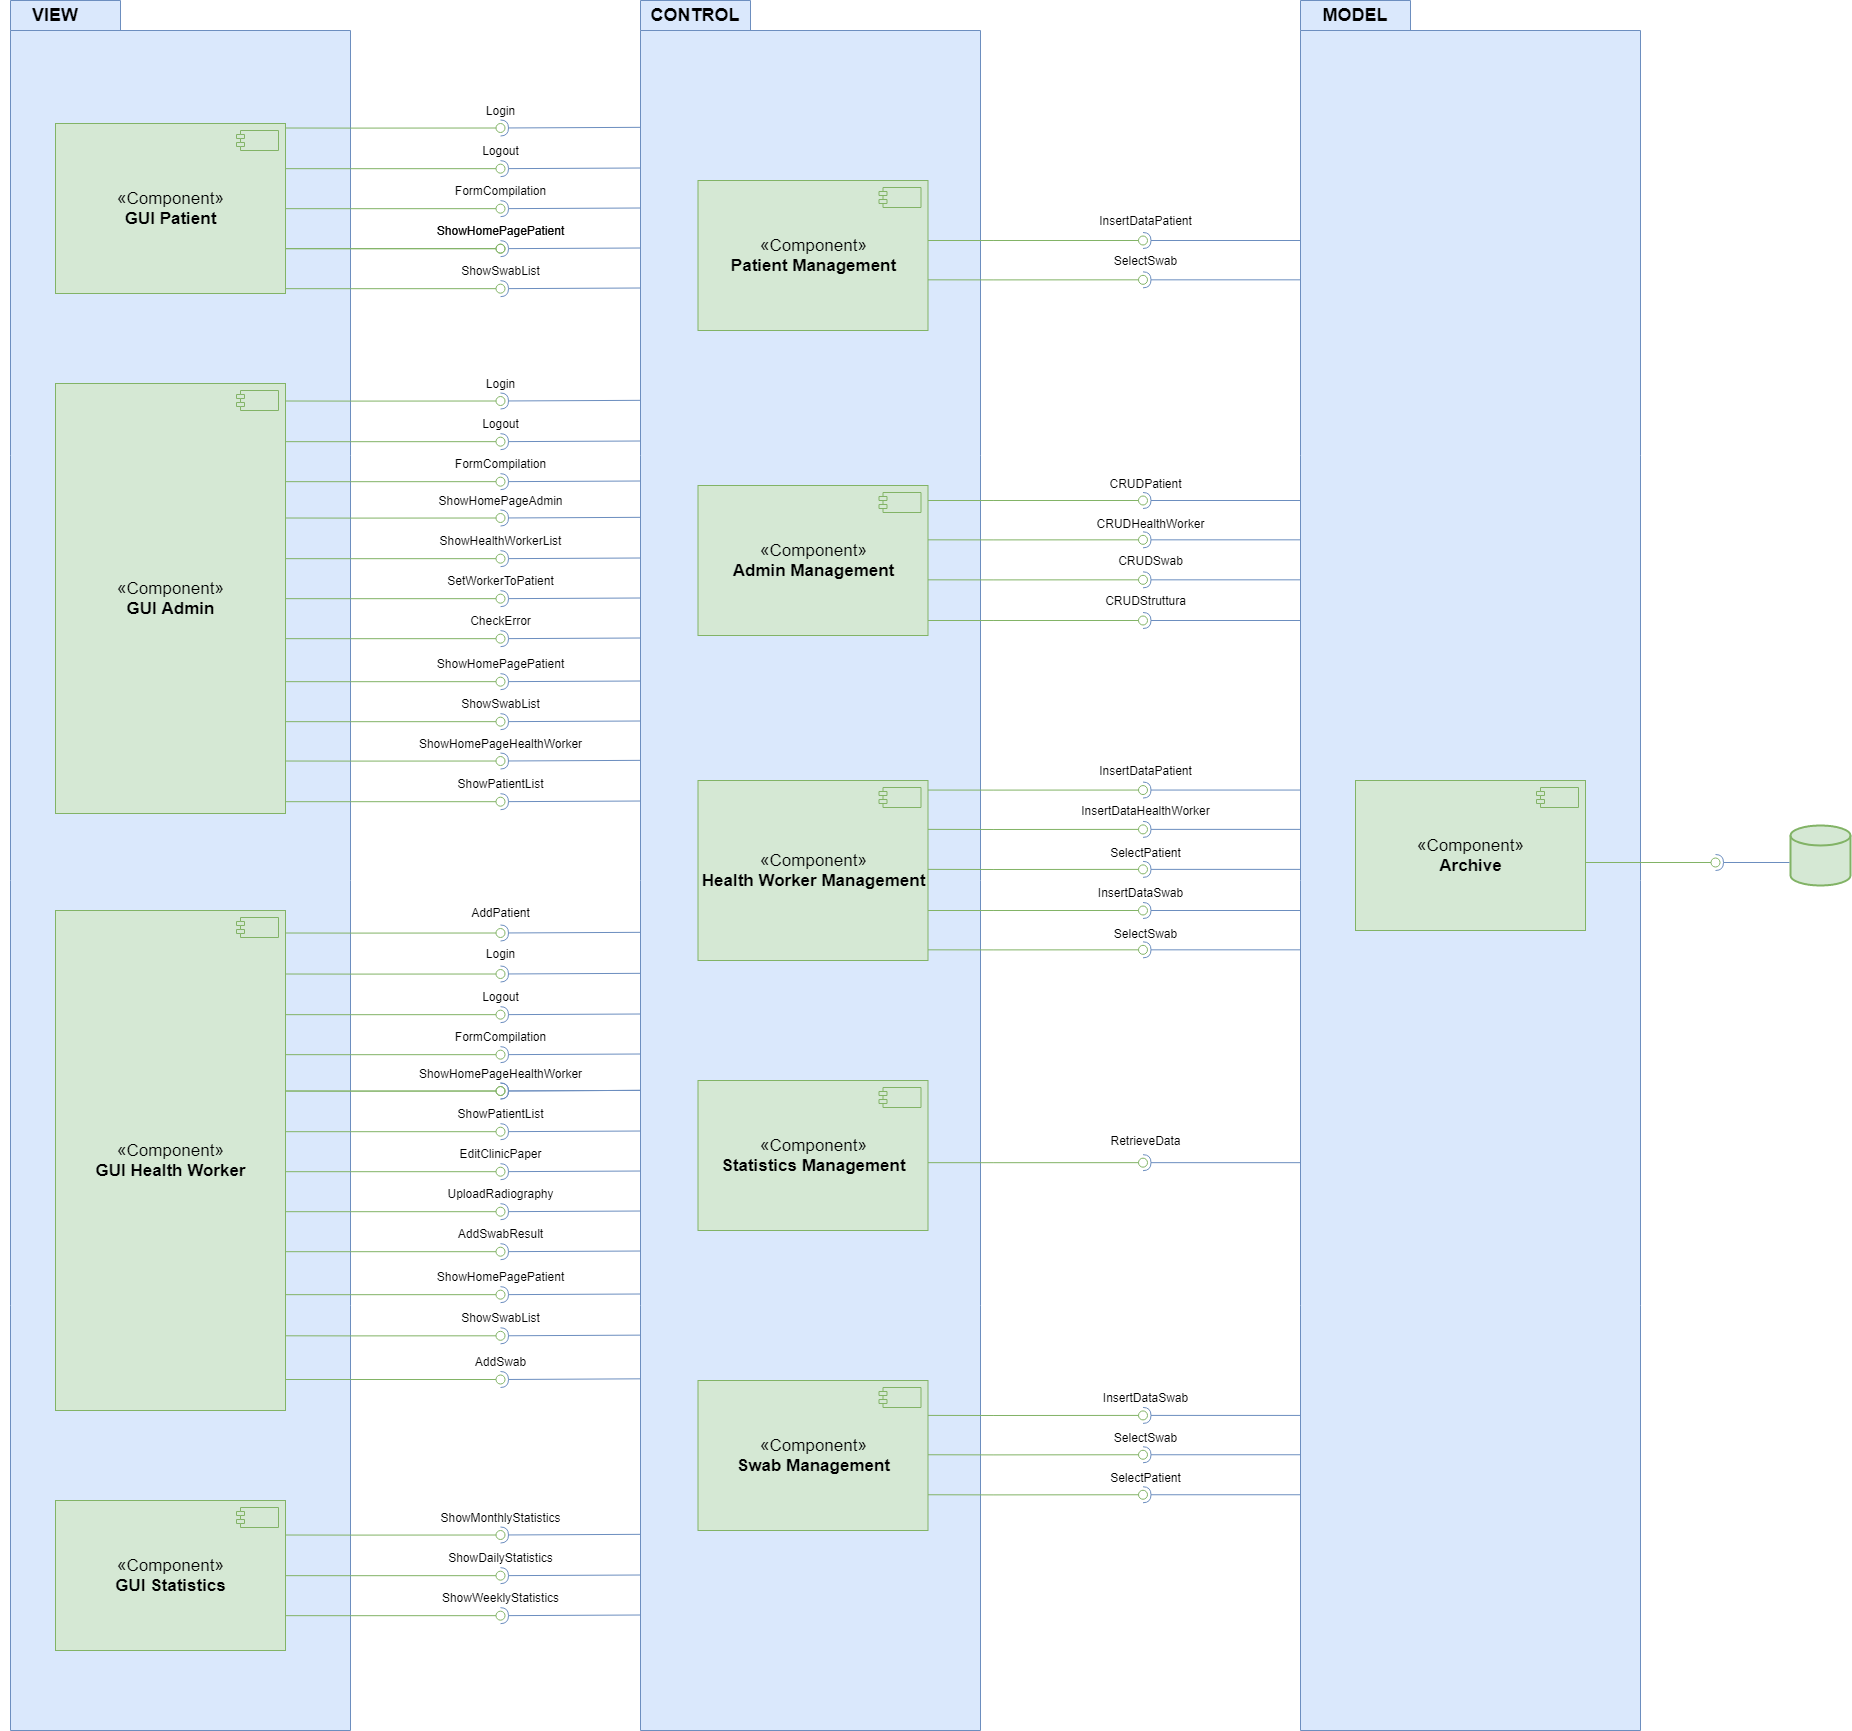 VIEW
CONTROL
MODEL
«Component»
GUI Patient
Login
Logout
FormCompilation
ShowHomePagePatient
ShowSwabList
«Component»
GUI Admin
Login
Logout
FormCompilation
ShowHomePageAdmin
ShowHealthWorkerList
SetWorkerToPatient
CheckError
ShowHomePagePatient
ShowSwabList
ShowHomePageHealthWorker
ShowPatientList
«Component»
GUI Health Worker
AddPatient
Login
Logout
FormCompilation
ShowHomePageHealthWorker
ShowPatientList
EditClinicPaper
UploadRadiography
AddSwabResult
ShowHomePagePatient
ShowSwabList
AddSwab
«Component»
GUI Statistics
ShowMonthlyStatistics
ShowDailyStatistics
ShowWeeklyStatistics
«Component»
Patient Management
InsertDataPatient
SelectSwab
«Component»
Admin Management
CRUDPatient
CRUDHealthWorker
CRUDSwab
CRUDStruttura
«Component»
Health Worker Management
InsertDataPatient
InsertDataHealthWorker
SelectPatient
InsertDataSwab
SelectSwab
«Component»
Statistics Management
RetrieveData
«Component»
Swab Management
InsertDataSwab
SelectSwab
SelectPatient
«Component»
Archive